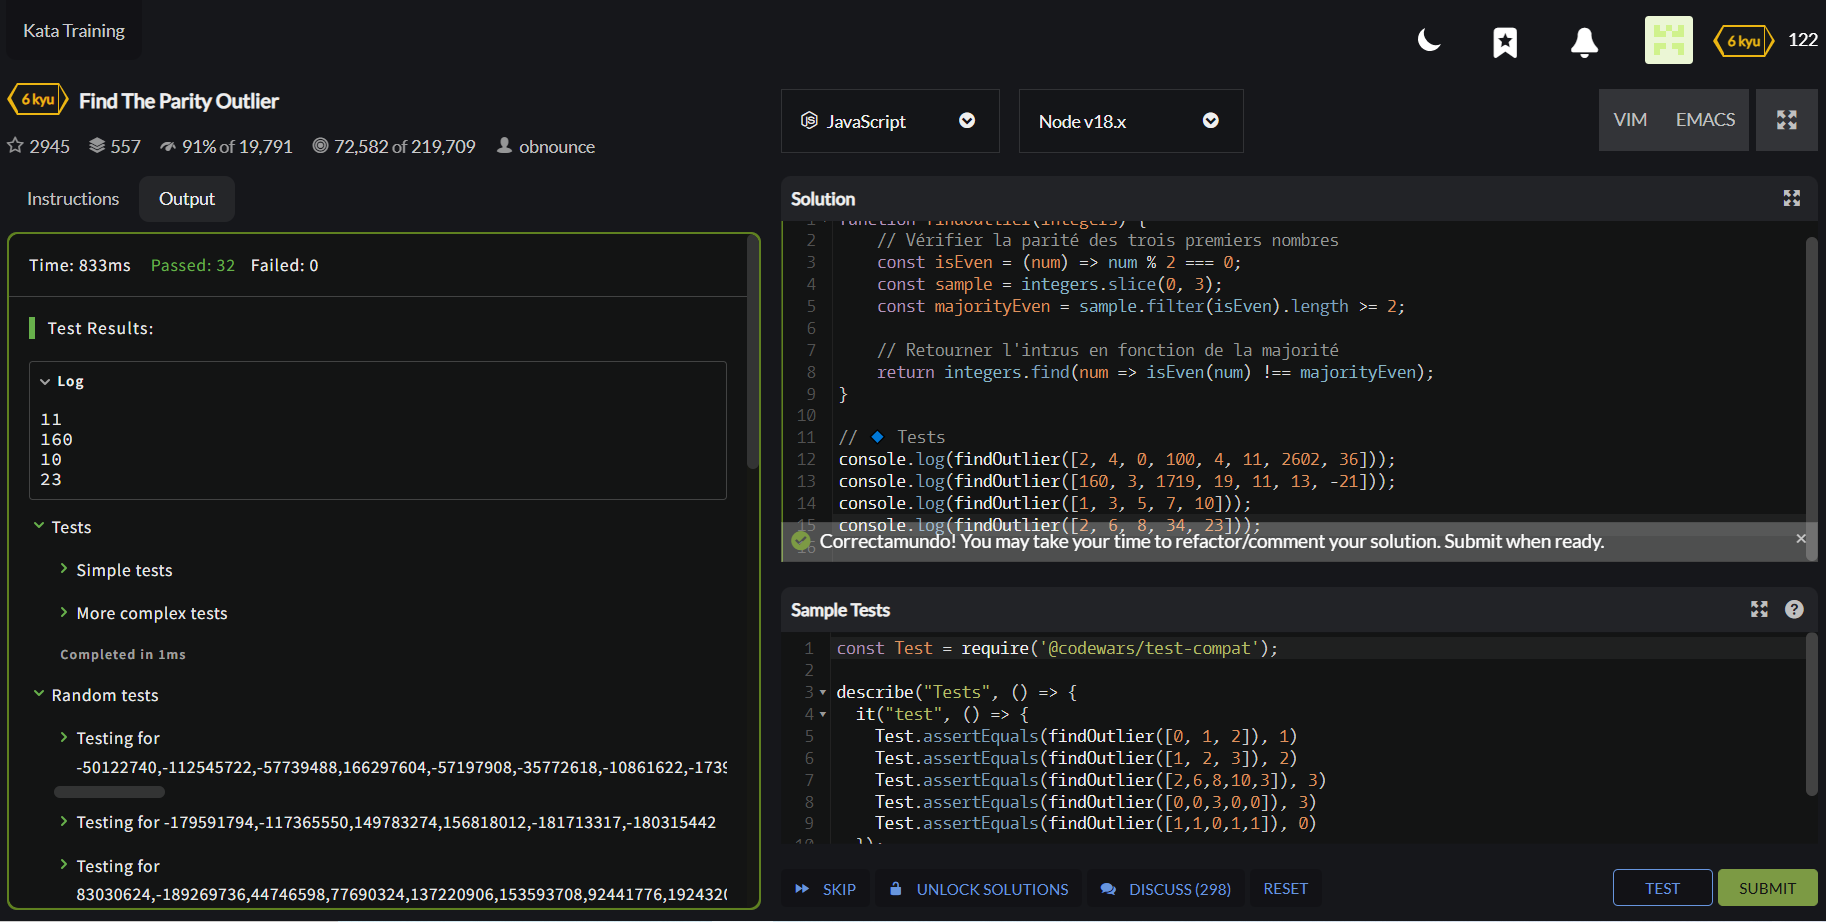 Kata Training
6 kyu
122
6 kyu Find The Parity Outlier
2945 557 91% of 19,791 72,582 of 219,709 obnounce
JavaScript
Node v18.x
VIM EMACS
Instructions Output
Time: 833ms Passed: 32 Failed: 0
Test Results:
Log
11
160
10
23
Tests
Simple tests
More complex tests
Completed in 1ms
Random tests
Testing for
-50122740,-112545722,-57739488,166297604,-57197908,-35772618,-10861622,-1739
Testing for -179591794,-117365550,149783274,156818012,-181713317,-180315442
Testing for
83030624,-189269736,44746598,77690324,137220906,153593708,92441776,1924320
Solution
1 function findOutlier(integers) {
2 // Vérifier la parité des trois premiers nombres
3 const isEven = (num) => num % 2 === 0;
4 const sample = integers.slice(0, 3);
5 const majorityEven = sample.filter(isEven).length >= 2;
6
7 // Retourner l'intrus en fonction de la majorité
8 return integers.find(num => isEven(num) !== majorityEven);
9 }
10
11 // 🔹 Tests
12 console.log(findOutlier([2, 4, 0, 100, 4, 11, 2602, 36]));
13 console.log(findOutlier([160, 3, 1719, 19, 11, 13, -21]));
14 console.log(findOutlier([1, 3, 5, 7, 10]));
15 console.log(findOutlier([2, 6, 8, 34, 23]));
16
Correctamundo! You may take your time to refactor/comment your solution. Submit when ready.
Sample Tests
1 const Test = require('@codewars/test-compat');
2
3 describe("Tests", () => {
4 it("test", () => {
5 Test.assertEquals(findOutlier([0, 1, 2]), 1)
6 Test.assertEquals(findOutlier([1, 2, 3]), 2)
7 Test.assertEquals(findOutlier([2,6,8,10,3]), 3)
8 Test.assertEquals(findOutlier([0,0,3,0,0]), 3)
9 Test.assertEquals(findOutlier([1,1,0,1,1]), 0)
10 });
SKIP UNLOCK SOLUTIONS DISCUSS (298) RESET
TEST SUBMIT